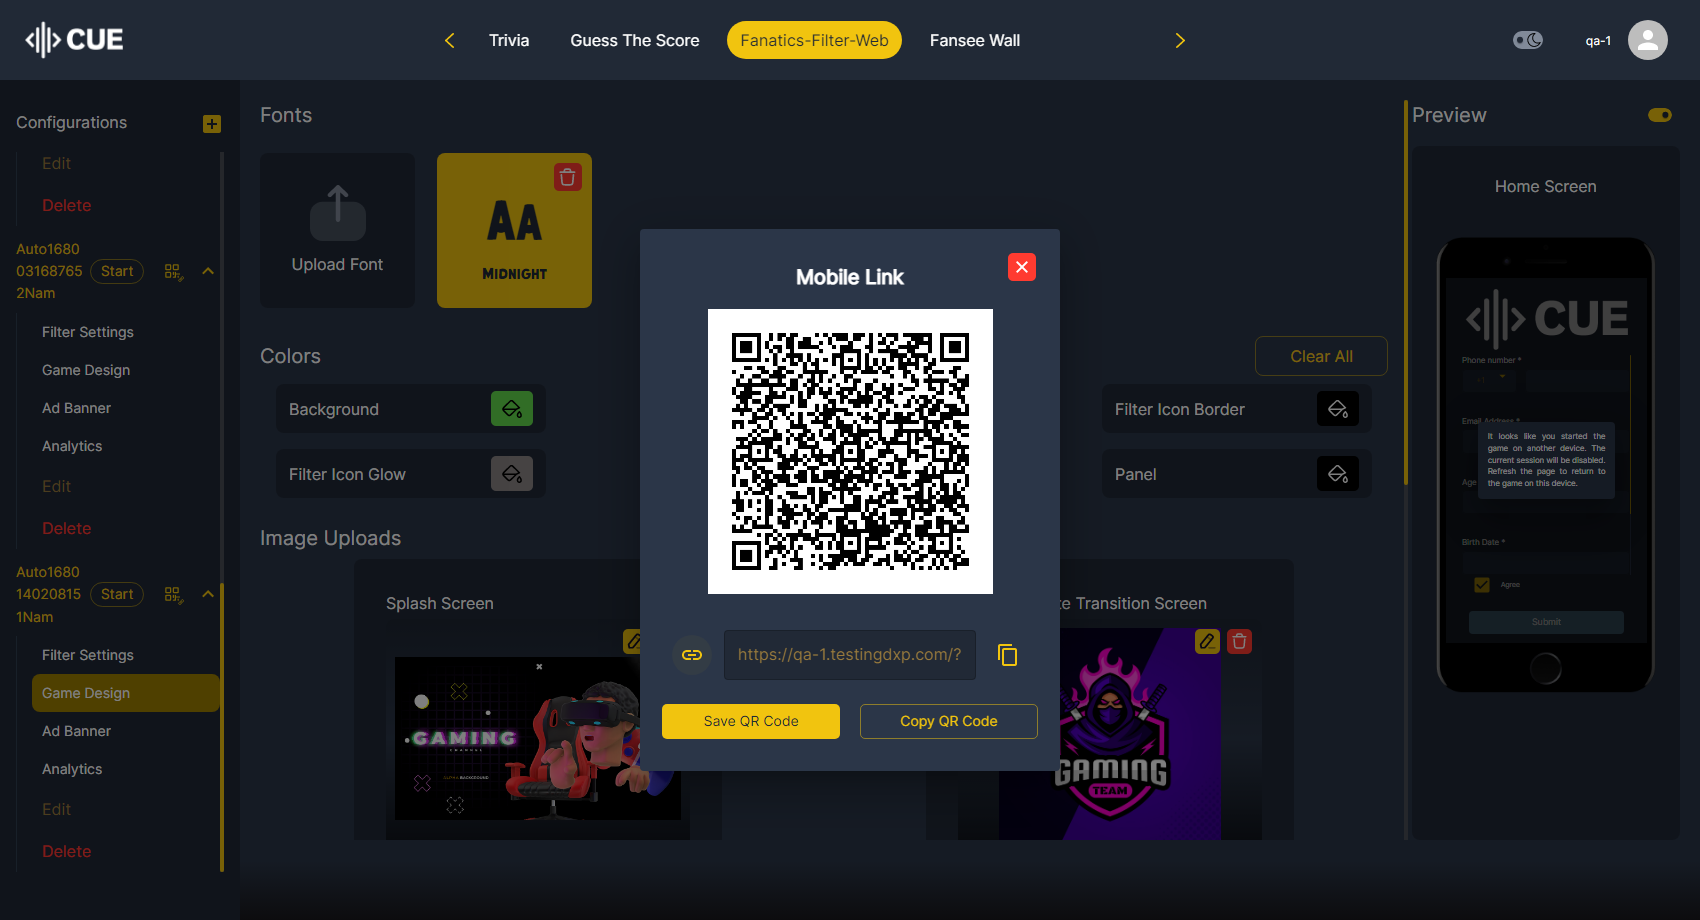 CUE
Trivia
Guess The Score
Fanatics-Filter-Web
Fansee Wall
qa-1
Configurations
Edit
Delete
Auto1680
03168765
2Nam
Start
Filter Settings
Game Design
Ad Banner
Analytics
Edit
Delete
Auto1680
14020815
1Nam
Start
Filter Settings
Game Design
Ad Banner
Analytics
Edit
Delete
Fonts
Upload Font
AA
MIDNIGHT
Colors
Clear All
Background
Filter Icon Border
Filter Icon Glow
Panel
Image Uploads
Splash Screen
GAMING
CHANNEL
ALPHA BACKGROUND
Transition Screen
GAMING
TEAM
Mobile Link
https://qa-1.testingdxp.com/?
Save QR Code
Copy QR Code
Preview
Home Screen
CUE
Phone number *
+1
Email Address *
It looks like you started the
game on another device. The
current session will be disabled.
Refresh the page to return to
the game on this device.
Age
Birth Date *
Agree
Submit